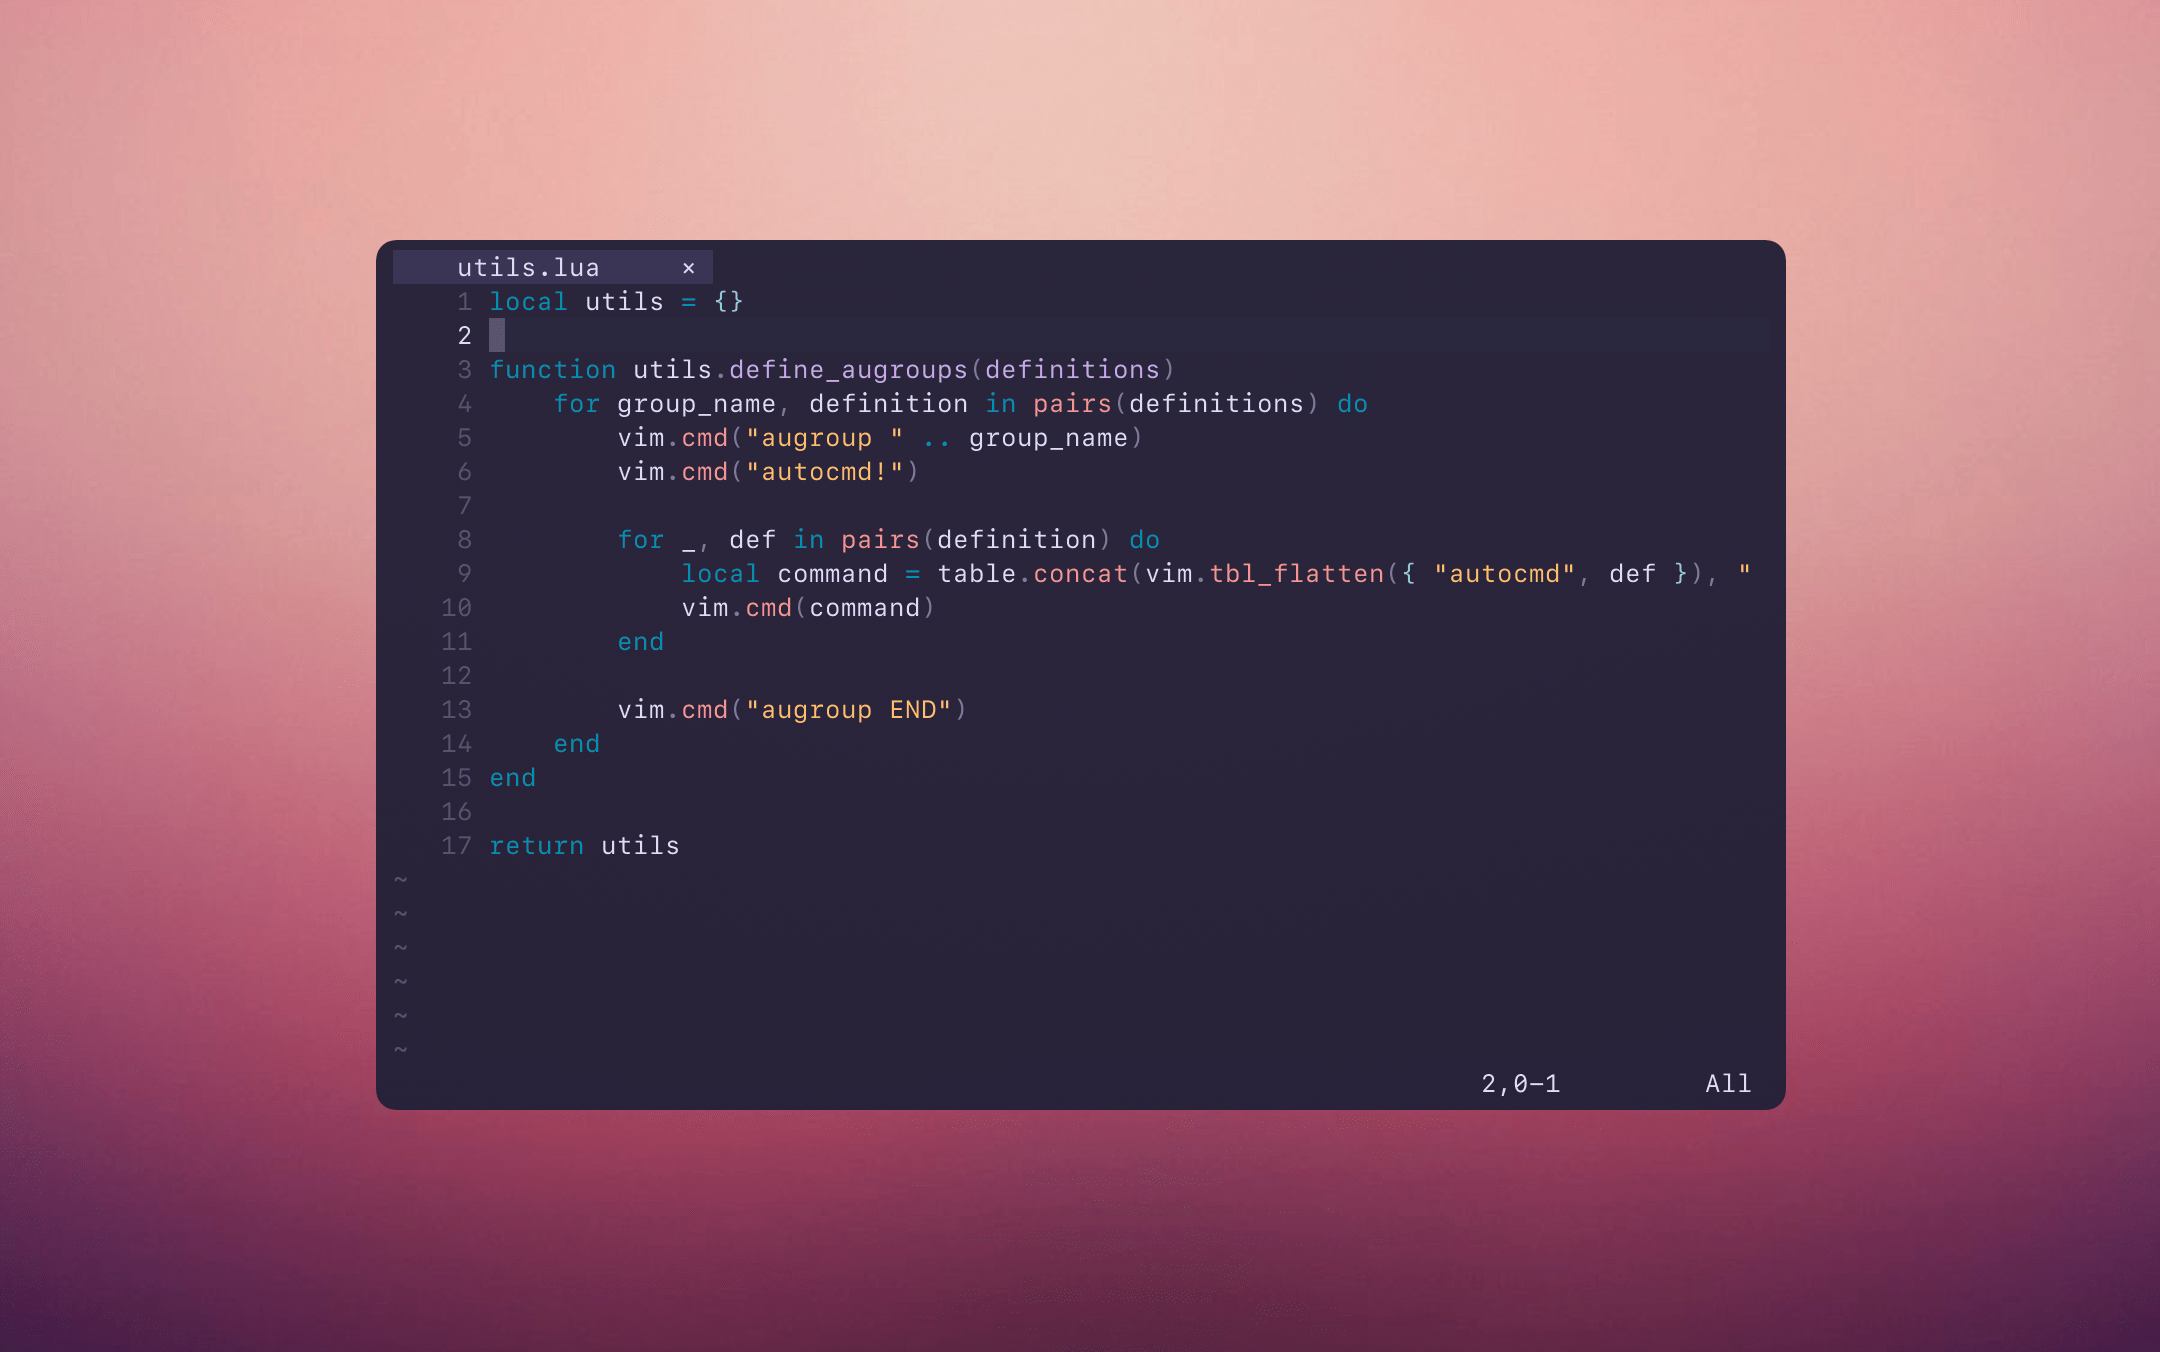 utils.lua ×
1 local utils = {}
2
3 function utils.define_augroups(definitions)
4     for group_name, definition in pairs(definitions) do
5         vim.cmd("augroup " .. group_name)
6         vim.cmd("autocmd!")
7
8         for _, def in pairs(definition) do
9             local command = table.concat(vim.tbl_flatten({ "autocmd", def }), "
10             vim.cmd(command)
11         end
12
13         vim.cmd("augroup END")
14     end
15 end
16
17 return utils
~
~
~
~
~
~
2,0-1 All